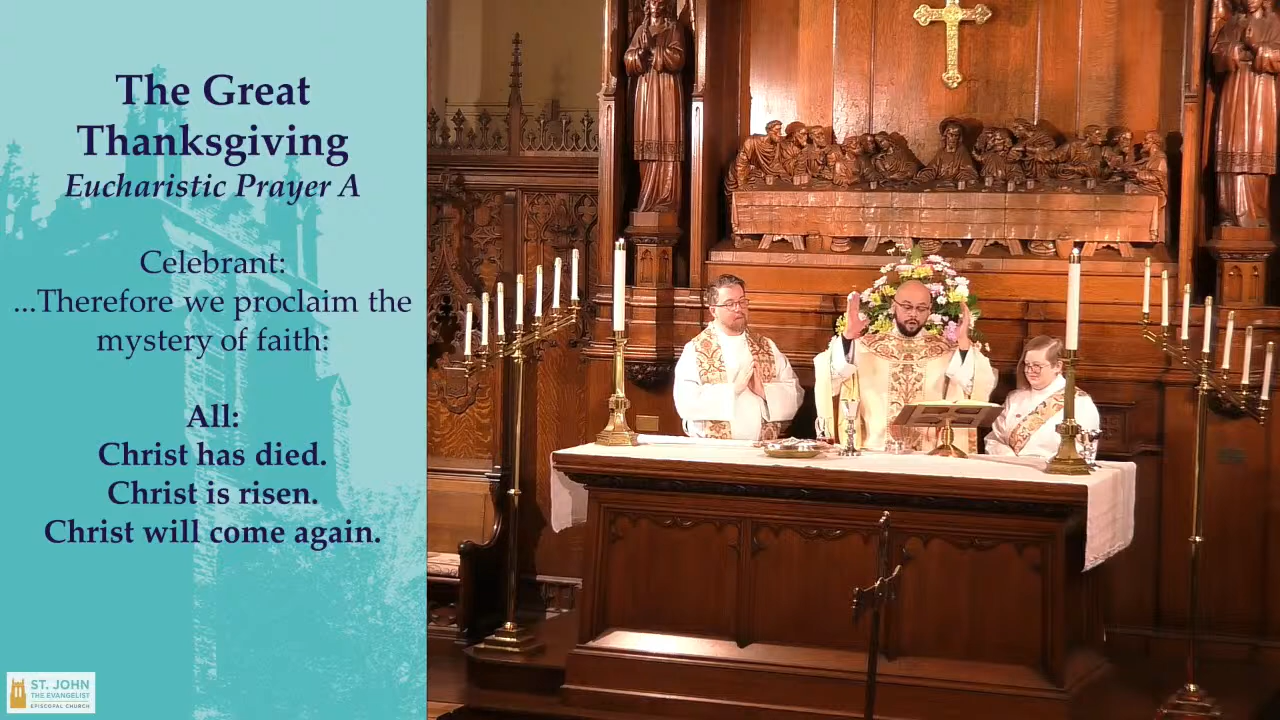 The Great
Thanksgiving
Eucharistic Prayer A
Celebrant:
...Therefore we proclaim the
mystery of faith:
All:
Christ has died.
Christ is risen.
Christ will come again.
ST. JOHN
THE EVANGELIST
EPISCOPAL CHURCH